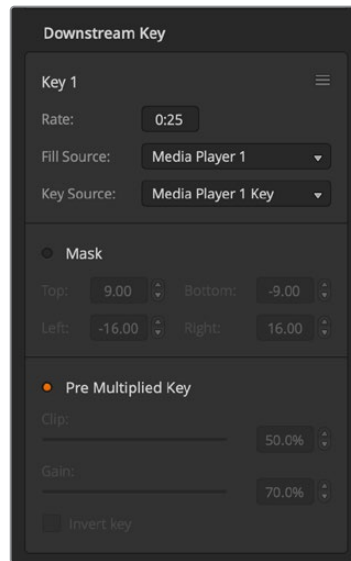 Downstream Key
Key 1
Rate: 0:25
Fill Source: Media Player 1
Key Source: Media Player 1 Key
Mask
Top: 9.00 Bottom: -9.00
Left: -16.00 Right: 16.00
Pre Multiplied Key
Clip:
50.0%
Gain:
70.0%
Invert key